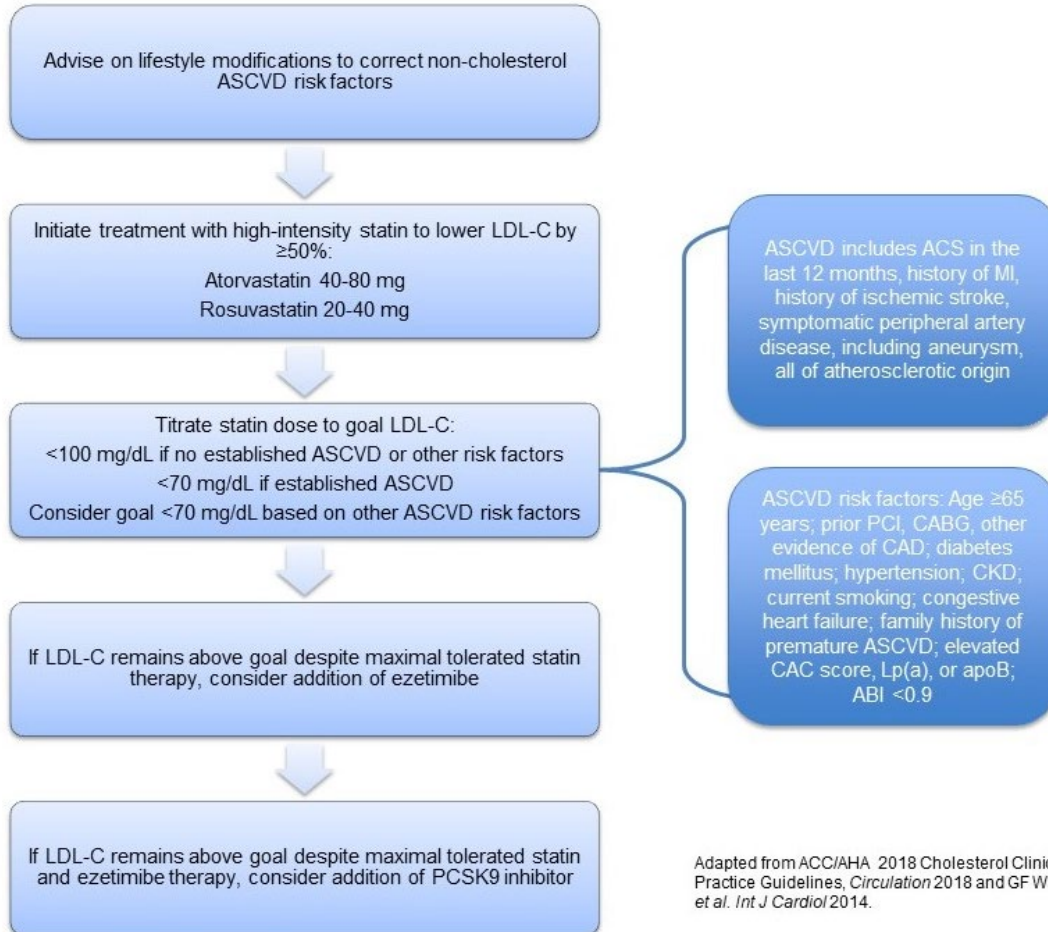 Advise on lifestyle modifications to correct non-cholesterol
ASCVD risk factors
Initiate treatment with high-intensity statin to lower LDL-C by
≥50%:
Atorvastatin 40-80 mg
Rosuvastatin 20-40 mg
Titrate statin dose to goal LDL-C:
<100 mg/dL if no established ASCVD or other risk factors
<70 mg/dL if established ASCVD
Consider goal <70 mg/dL based on other ASCVD risk factors
ASCVD includes ACS in the
last 12 months, history of MI,
history of ischemic stroke,
symptomatic peripheral artery
disease, including aneurysm,
all of atherosclerotic origin
ASCVD risk factors: Age ≥65
years; prior PCI, CABG, other
evidence of CAD; diabetes
mellitus; hypertension; CKD;
current smoking; congestive
heart failure; family history of
premature ASCVD; elevated
CAC score, Lp(a), or apoB;
ABI <0.9
If LDL-C remains above goal despite maximal tolerated statin
therapy, consider addition of ezetimibe
If LDL-C remains above goal despite maximal tolerated statin
and ezetimibe therapy, consider addition of PCSK9 inhibitor
Adapted from ACC/AHA 2018 Cholesterol
Practice Guidelines, Circulation 2018 and GF
et al. Int J Cardiol 2014.